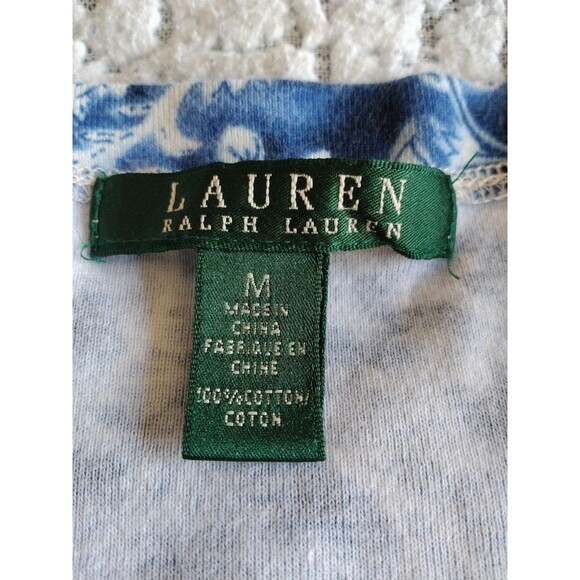 LAUREN
RALPH LAUREN
M
MADE IN
CHINA
FABRIQUE EN
CHINE
100%COTTON/
COTON